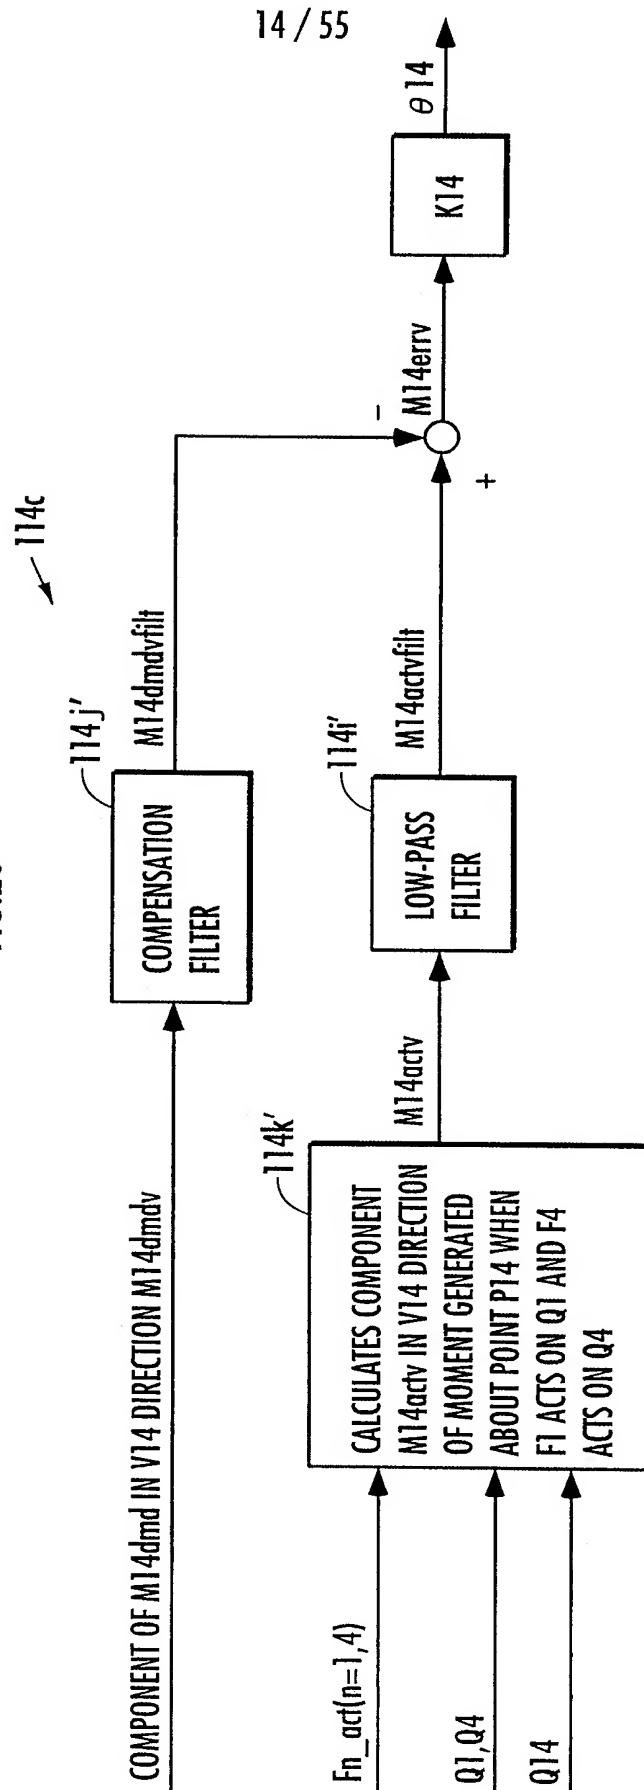 14 / 55
114c
COMPONENT OF M14dmd IN V14 DIRECTION M14dmdv
114j'
COMPENSATION
FILTER
M14dmdvfilt
-
Fn_act(n=1,4)
Q1,Q4
Q14
114k'
CALCULATES COMPONENT
M14actv IN V14 DIRECTION
OF MOMENT GENERATED
ABOUT POINT P14 WHEN
F1 ACTS ON Q1 AND F4
ACTS ON Q4
M14actv
114i'
LOW-PASS
FILTER
M14actvfilt
+
M14errv
K14
θ14